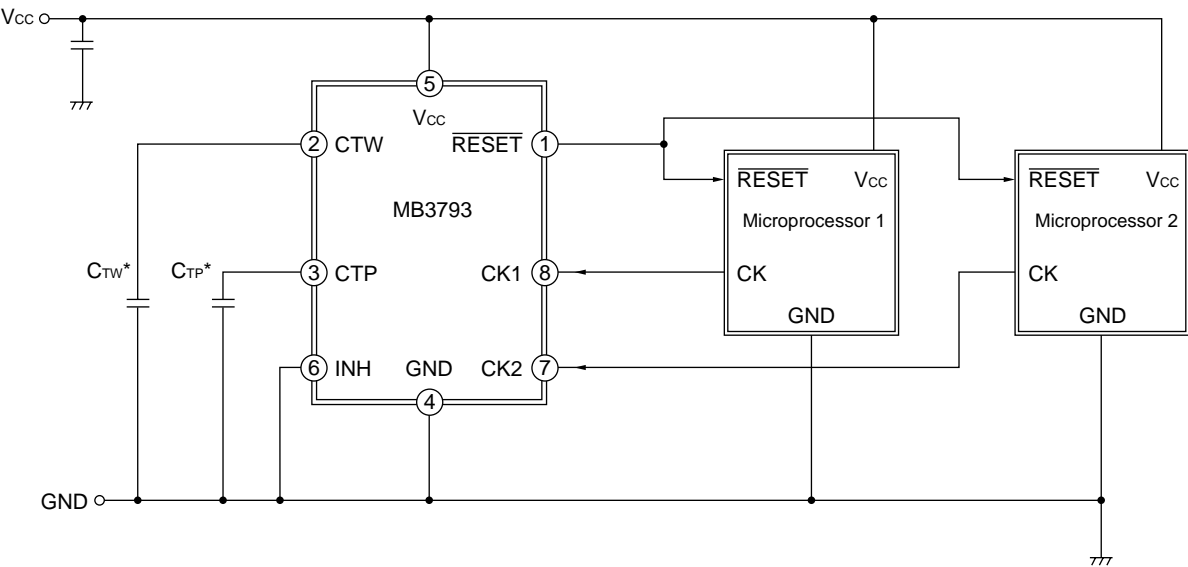 VCC
5
VCC
2 CTW
RESET 1
MB3793
RESET VCC
Microprocessor 1
RESET VCC
Microprocessor 2
CTW*
CTP*
3 CTP
CK1 8
CK
CK
GND
GND
6 INH
GND
CK2 7
4
GND